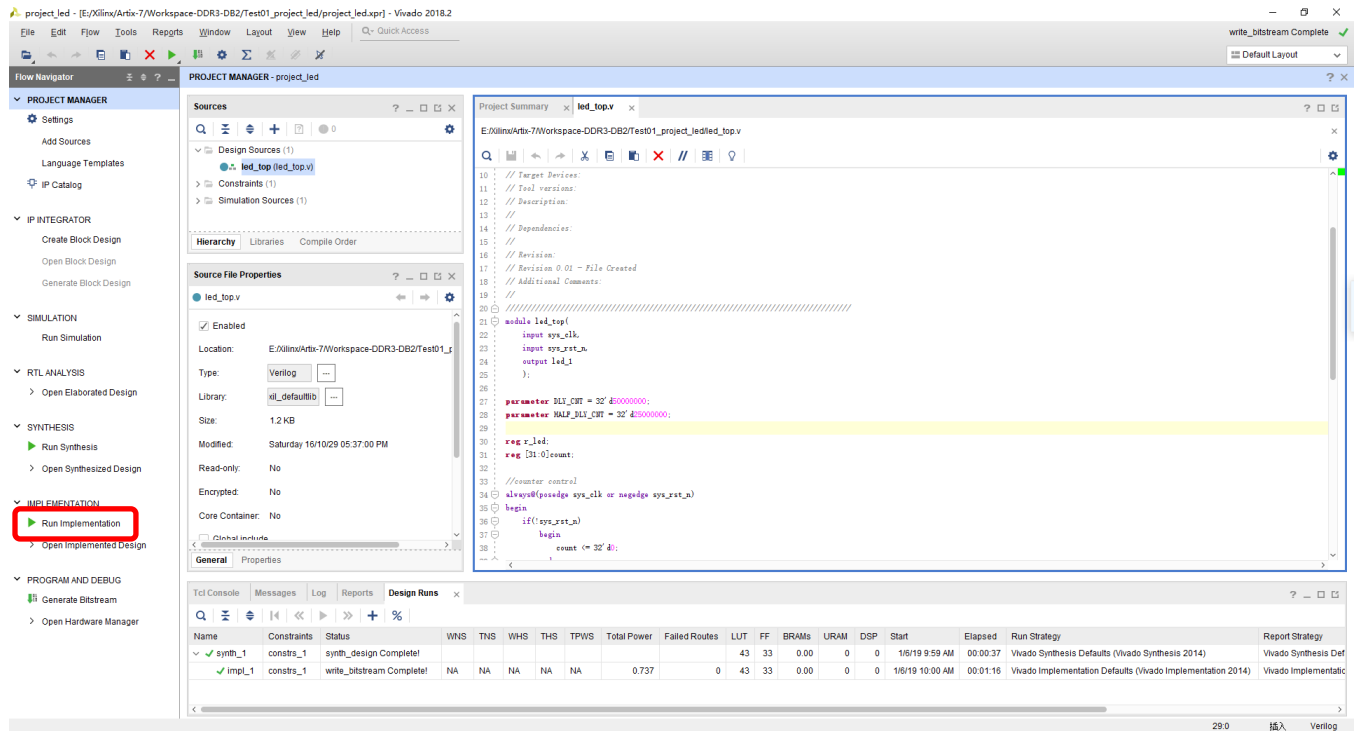 project_led - [E:/Xilinx/Artix-7/Workspace-DDR3-DB2/Test01_project_led/project_led.xpr] - Vivado 2018.2
File Edit Flow Tools Reports Window Layout View Help Quick Access
write_bitstream Complete
Default Layout
Flow Navigator
PROJECT MANAGER - project_led
PROJECT MANAGER
Settings
Add Sources
Language Templates
IP Catalog
IP INTEGRATOR
Create Block Design
Open Block Design
Generate Block Design
SIMULATION
Run Simulation
RTL ANALYSIS
Open Elaborated Design
SYNTHESIS
Run Synthesis
Open Synthesized Design
IMPLEMENTATION
Run Implementation
Open Implemented Design
PROGRAM AND DEBUG
Generate Bitstream
Open Hardware Manager
Sources
0
Design Sources (1)
led_top (led_top.v)
Constraints (1)
Simulation Sources (1)
Hierarchy Libraries Compile Order
Source File Properties
led_top.v
Enabled
Location: E:/Xilinx/Artix-7/Workspace-DDR3-DB2/Test01_p
Type: Verilog
Library: xil_defaultlib
Size: 1.2 KB
Modified: Saturday 16/10/29 05:37:00 PM
Read-only: No
Encrypted: No
Core Container: No
Global include
General Properties
Project Summary led_top.v
E:/Xilinx/Artix-7/Workspace-DDR3-DB2/Test01_project_led/led_top.v
10 // Target Devices:
11 // Tool versions:
12 // Description:
13 //
14 // Dependencies:
15 //
16 // Revision:
17 // Revision 0.01 - File Created
18 // Additional Comments:
19 //
20 //////////////////////////////////////////////////////////////////////////////////
21 module led_top(
22 input sys_clk,
23 input sys_rst_n,
24 output led_1
25 );
26
27 parameter DLY_CNT = 32'd50000000;
28 parameter HALF_DLY_CNT = 32'd25000000;
29
30 reg r_led;
31 reg [31:0]count;
32
33 //counter control
34 always@(posedge sys_clk or negedge sys_rst_n)
35 begin
36 if(!sys_rst_n)
37 begin
38 count <= 32'd0;
Tcl Console Messages Log Reports Design Runs
Name Constraints Status WNS TNS WHS THS TPWS Total Power Failed Routes LUT FF BRAMs URAM DSP Start Elapsed Run Strategy Report Strategy
synth_1 constrs_1 synth_design Complete! 43 33 0.00 0 0 1/6/19 9:59 AM 00:00:37 Vivado Synthesis Defaults (Vivado Synthesis 2014) Vivado Synthesis Def
impl_1 constrs_1 write_bitstream Complete! NA NA NA NA NA 0.737 0 43 33 0.00 0 0 1/6/19 10:00 AM 00:01:16 Vivado Implementation Defaults (Vivado Implementation 2014) Vivado Implementatic
29:0 插入 Verilog